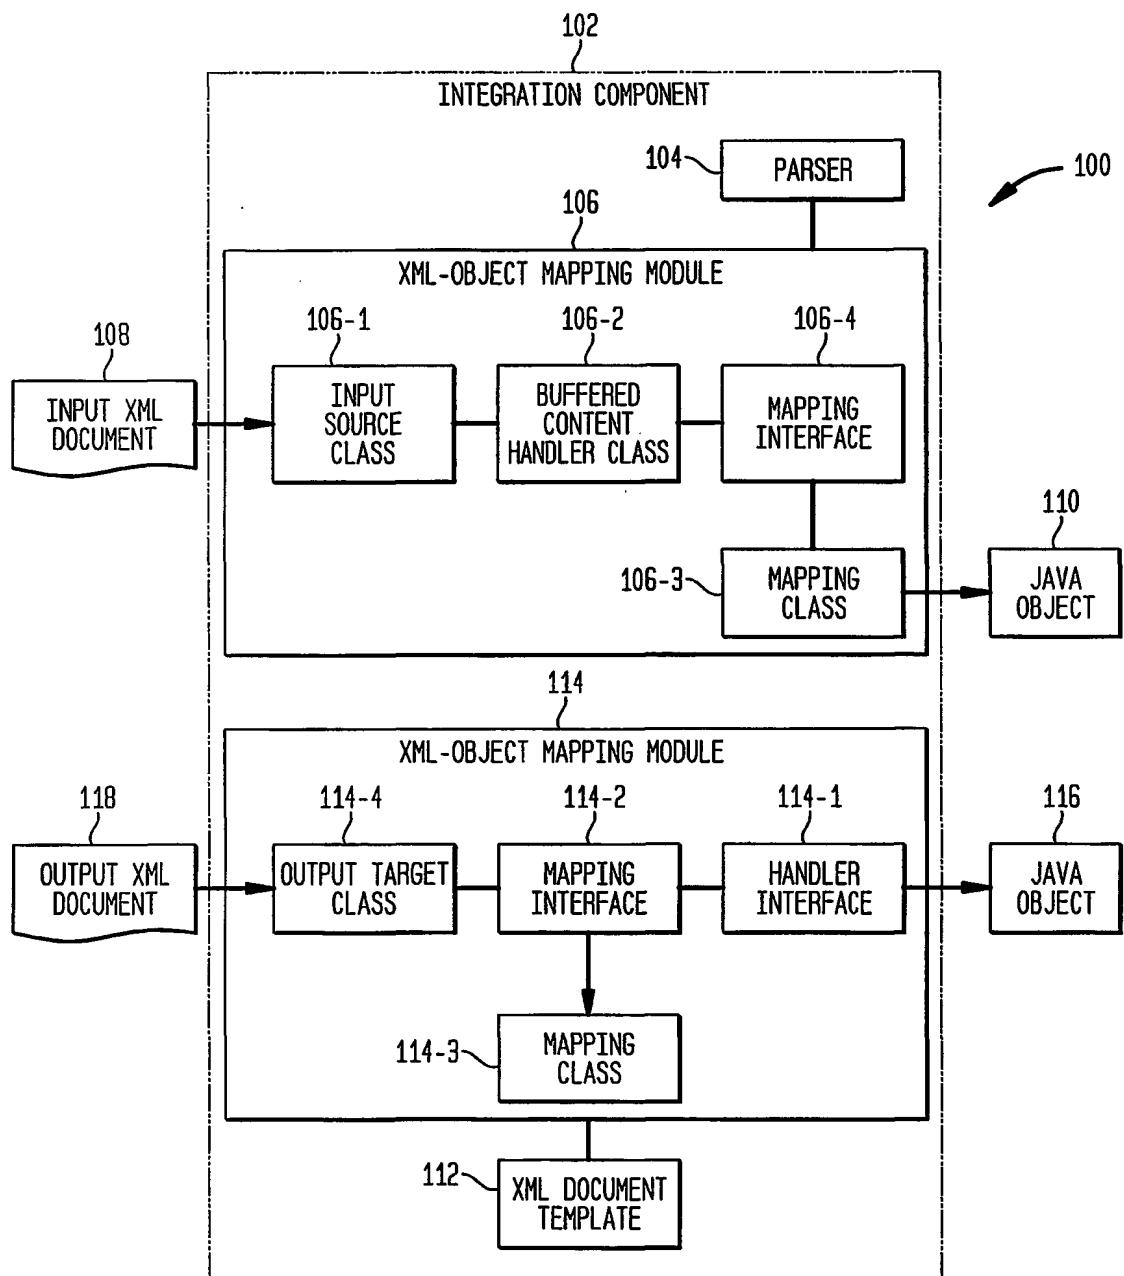 102
INTEGRATION COMPONENT
104
PARSER
100
106
XML-OBJECT MAPPING MODULE
108
106-1
106-2
106-4
INPUT XML
DOCUMENT
INPUT
SOURCE
CLASS
BUFFERED
CONTENT
HANDLER CLASS
MAPPING
INTERFACE
110
106-3
MAPPING
CLASS
JAVA
OBJECT
114
XML-OBJECT MAPPING MODULE
118
114-4
114-2
114-1
116
OUTPUT XML
DOCUMENT
OUTPUT TARGET
CLASS
MAPPING
INTERFACE
HANDLER
INTERFACE
JAVA
OBJECT
114-3
MAPPING
CLASS
112
XML DOCUMENT
TEMPLATE